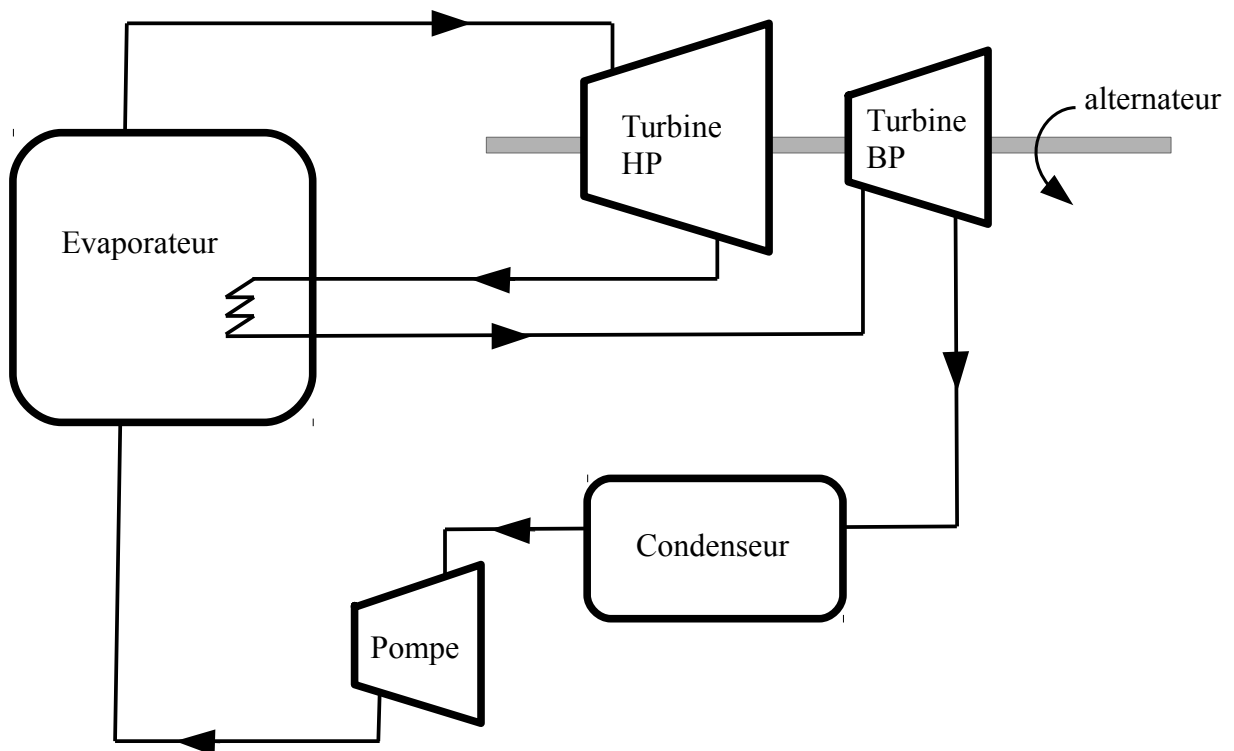 alternateur
Turbine
HP
Turbine
BP
Evaporateur
Condenseur
Pompe